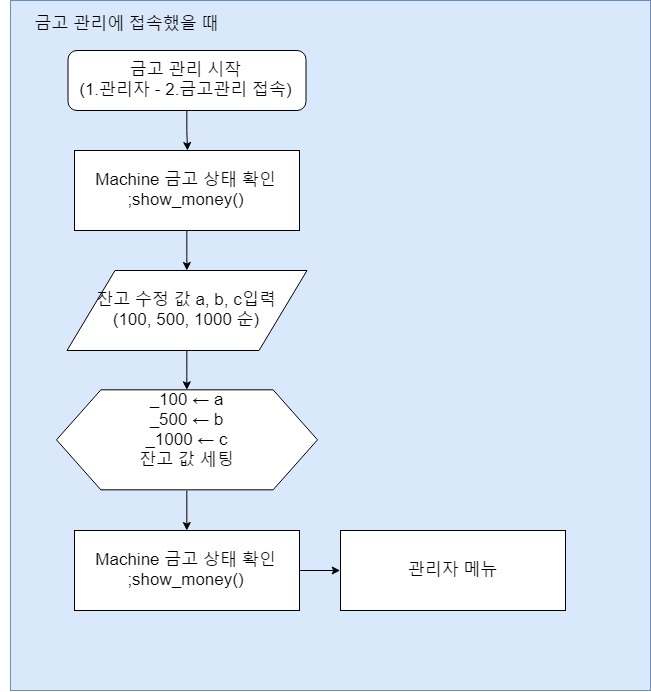 금고 관리에 접속했을 때
금고 관리 시작
(1.관리자 - 2.금고관리 접속)
Machine 금고 상태 확인
;show_money()
잔고 수정 값 a, b, c입력
(100, 500, 1000 순)
_100 ← a
_500 ← b
_1000 ← c
잔고 값 세팅
Machine 금고 상태 확인
;show_money()
관리자 메뉴